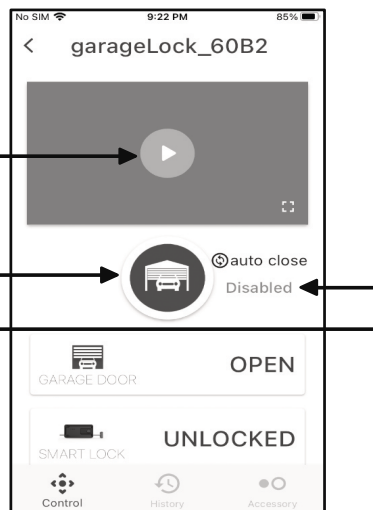 No SIM 9:22 PM 85%
garageLock_60B2
auto close
Disabled
OPEN
GARAGE DOOR
UNLOCKED
SMART LOCK
Control History Accessory